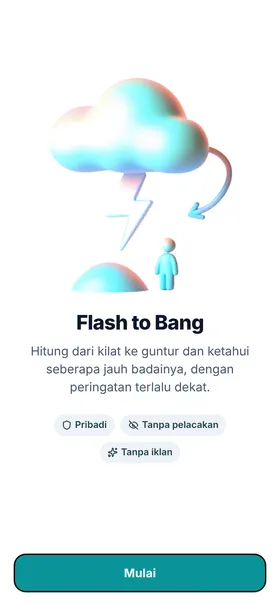 Flash to Bang
Hitung dari kilat ke guntur dan ketahui
seberapa jauh badainya, dengan
peringatan terlalu dekat.
Pribadi
Tanpa pelacakan
Tanpa iklan
Mulai